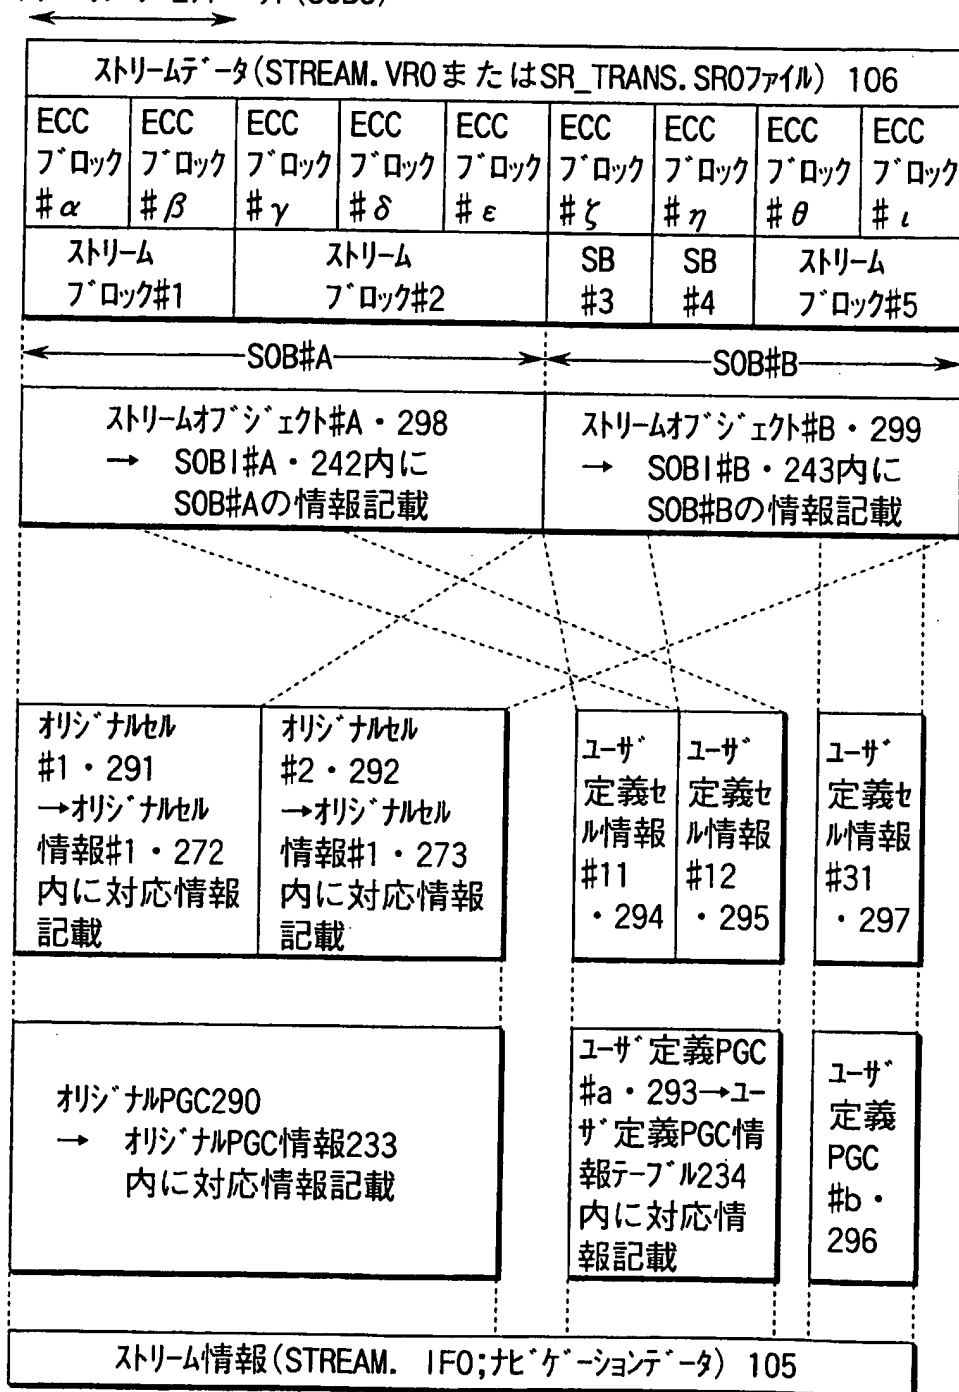 (SOBU)
ストリームデータ(STREAM.VROまたはSR_TRANS.SROファイル) 106
ECC ECC ECC ECC ECC ECC ECC ECC ECC
ブロック ブロック ブロック ブロック ブロック ブロック ブロック ブロック ブロック
#α #β #γ #δ #ε #ζ #η #θ #ι
ストリーム ストリーム SB SB ストリーム
ブロック#1 ブロック#2 #3 #4 ブロック#5
SOB#A SOB#B
ストリームオブジェクト#A・298
→ SOBI#A・242内に
SOB#Aの情報記載
ストリームオブジェクト#B・299
→ SOBI#B・243内に
SOB#Bの情報記載
オリジナルセル
#1・291
→オリジナルセル
情報#1・272
内に対応情報
記載
オリジナルセル
#2・292
→オリジナルセル
情報#1・273
内に対応情報
記載
ユーザ
定義セ
ル情報
#11
・294
ユーザ
定義セ
ル情報
#12
・295
ユーザ
定義セ
ル情報
#31
・297
オリジナルPGC290
→ オリジナルPGC情報233
内に対応情報記載
ユーザ定義PGC
#a・293→ユー
ザ定義PGC情
報テーブル234
内に対応情
報記載
ユーザ
定義
PGC
#b・
296
ストリーム情報(STREAM. IFO;ナビゲーションデータ) 105